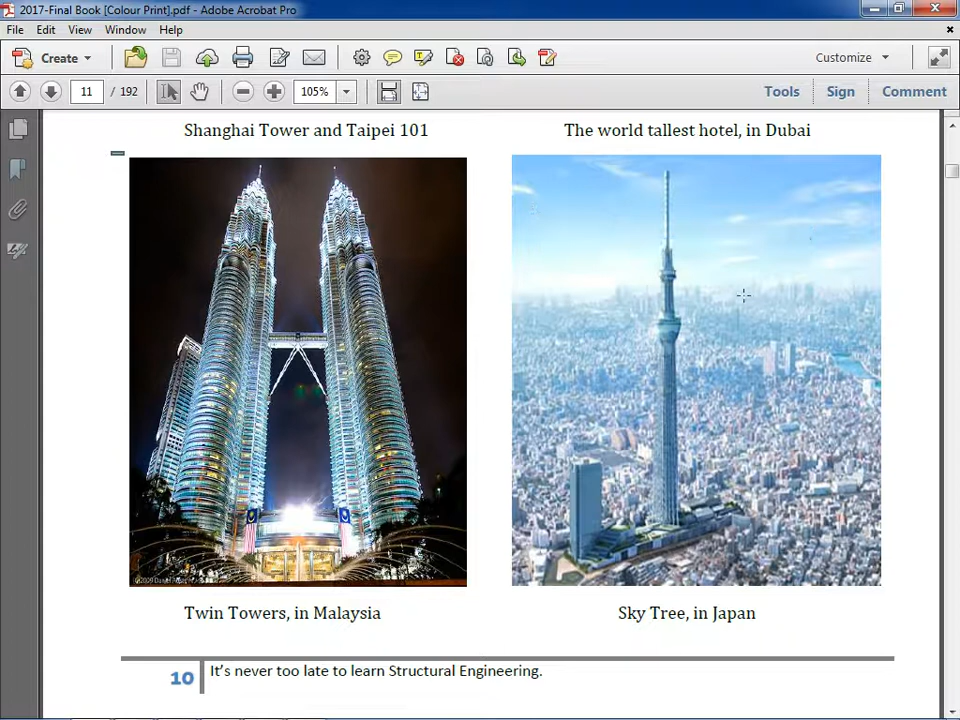 2017-Final Book [Colour Print].pdf - Adobe Acrobat Pro
File Edit View Window Help
Create
Customize
11 / 192
105%
Tools Sign Comment
Shanghai Tower and Taipei 101
The world tallest hotel, in Dubai
Twin Towers, in Malaysia
Sky Tree, in Japan
10 It's never too late to learn Structural Engineering.